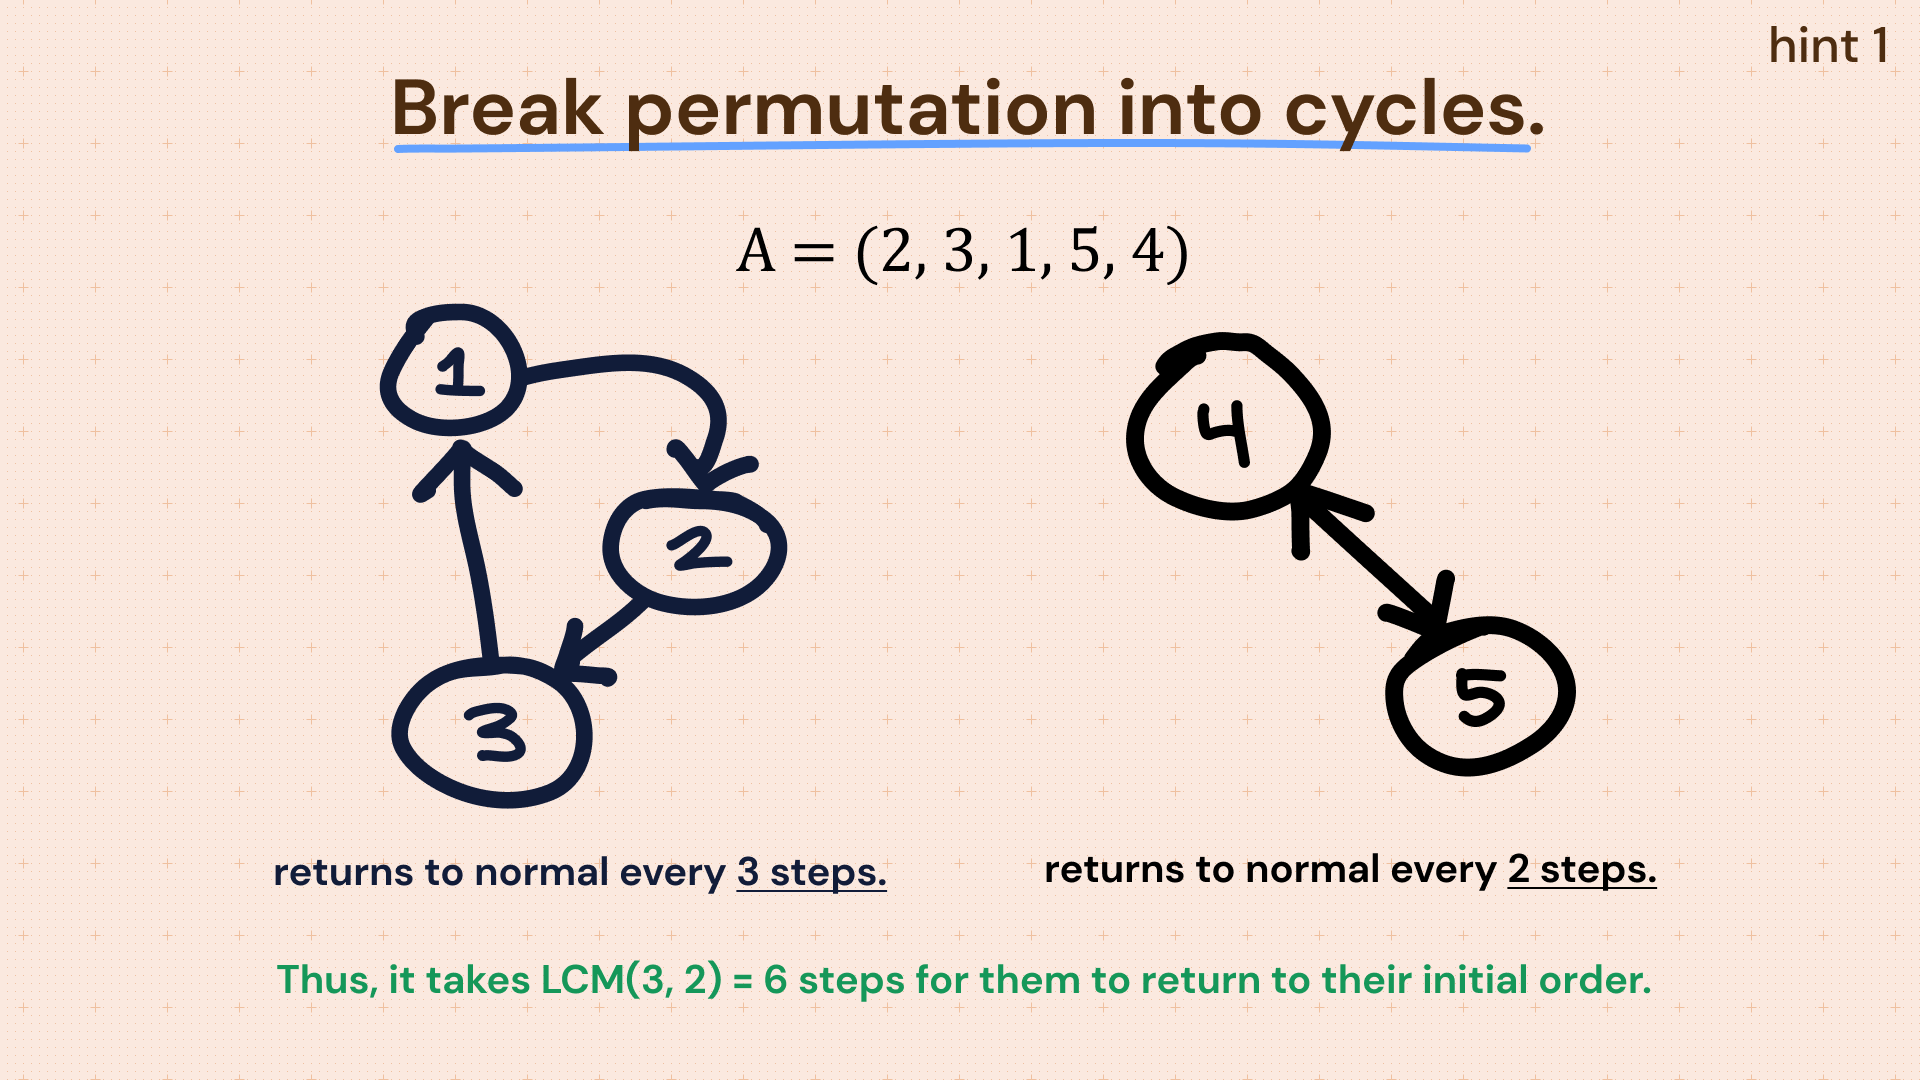 hint 1
Break permutation into cycles.
A = (2, 3, 1, 5, 4)
1
2
3
4
5
returns to normal every 3 steps.
returns to normal every 2 steps.
Thus, it takes LCM(3, 2) = 6 steps for them to return to their initial order.